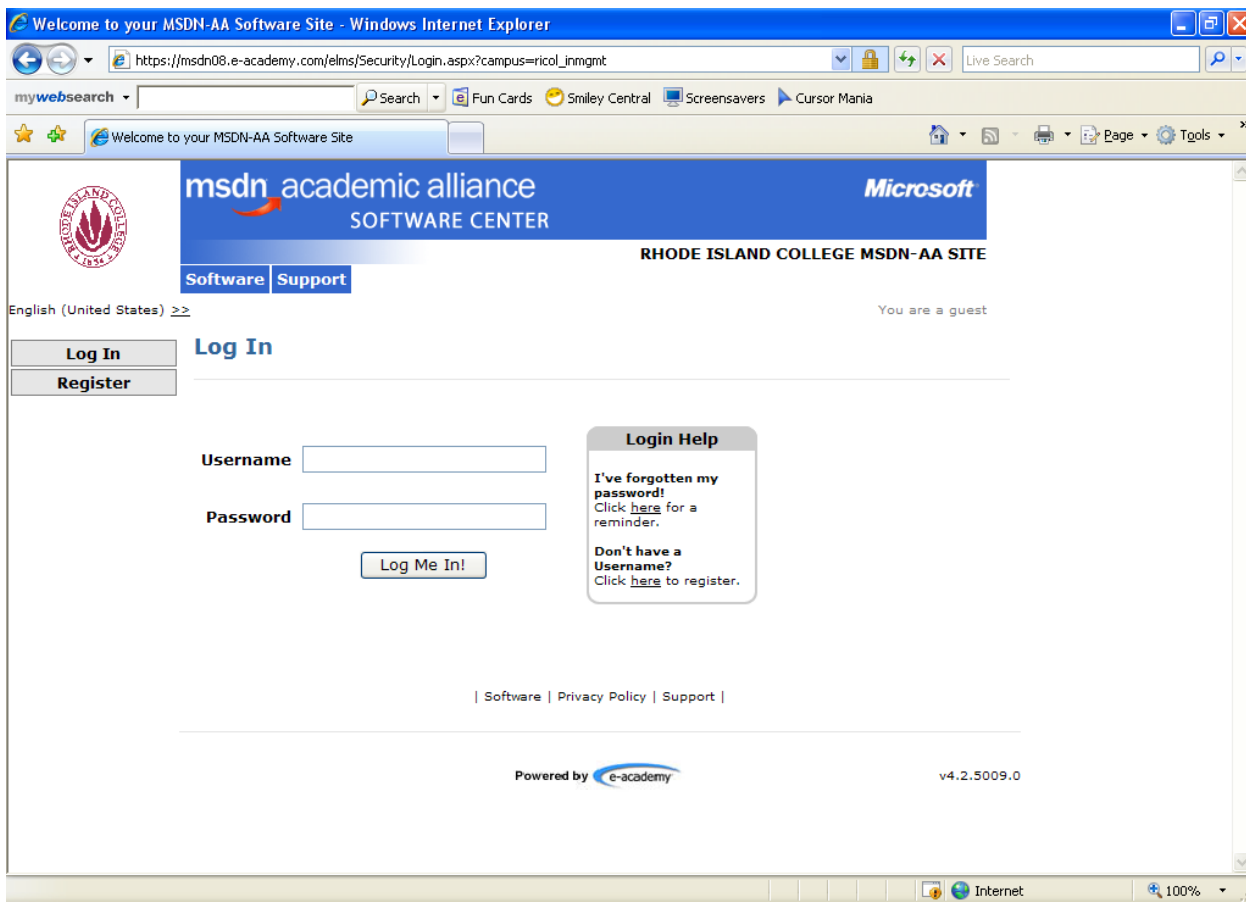 Welcome to your MSDN-AA Software Site - Windows Internet Explorer
https://msdn08.e-academy.com/elms/Security/Login.aspx?campus=ricol_inmgmt
Live Search
mywebsearch
Search
Fun Cards
Smiley Central
Screensavers
Cursor Mania
Welcome to your MSDN-AA Software Site
Page
Tools
RHODE ISLAND COLLEGE
1854
msdn academic alliance
SOFTWARE CENTER
Microsoft
RHODE ISLAND COLLEGE MSDN-AA SITE
Software Support
English (United States) >>
You are a guest
Log In
Register
Log In
Username
Password
Log Me In!
Login Help
I've forgotten my
password!
Click here for a
reminder.
Don't have a
Username?
Click here to register.
| Software | Privacy Policy | Support |
Powered by e-academy
v4.2.5009.0
Internet
100%